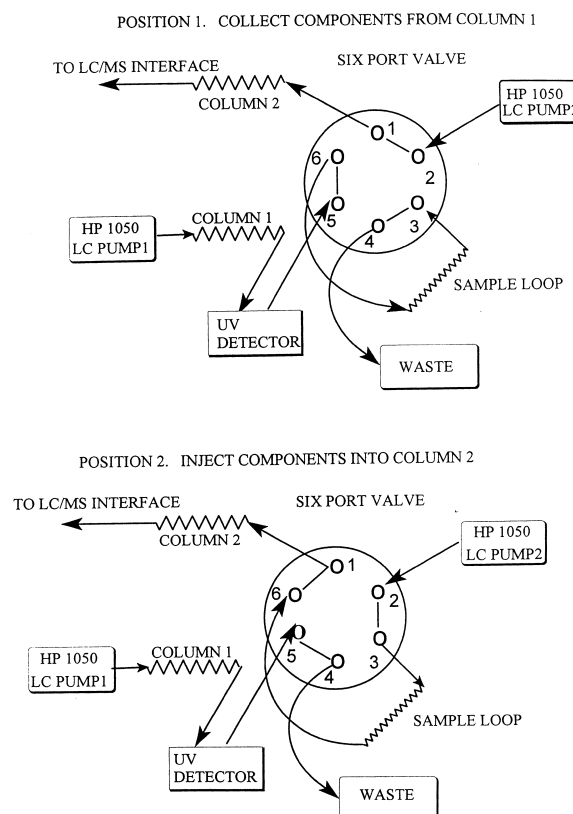 POSITION 1. COLLECT COMPONENTS FROM COLUMN 1
SIX PORT VALVE
TO LC/MS INTERFACE
COLUMN 2
HP 1050
LC PUMP2
1
2
3
4
5
6
HP 1050
LC PUMP1
COLUMN 1
SAMPLE LOOP
UV
DETECTOR
WASTE
POSITION 2. INJECT COMPONENTS INTO COLUMN 2
TO LC/MS INTERFACE
SIX PORT VALVE
COLUMN 2
HP 1050
LC PUMP2
1
2
3
4
5
6
HP 1050
LC PUMP1
COLUMN 1
SAMPLE LOOP
UV
DETECTOR
WASTE